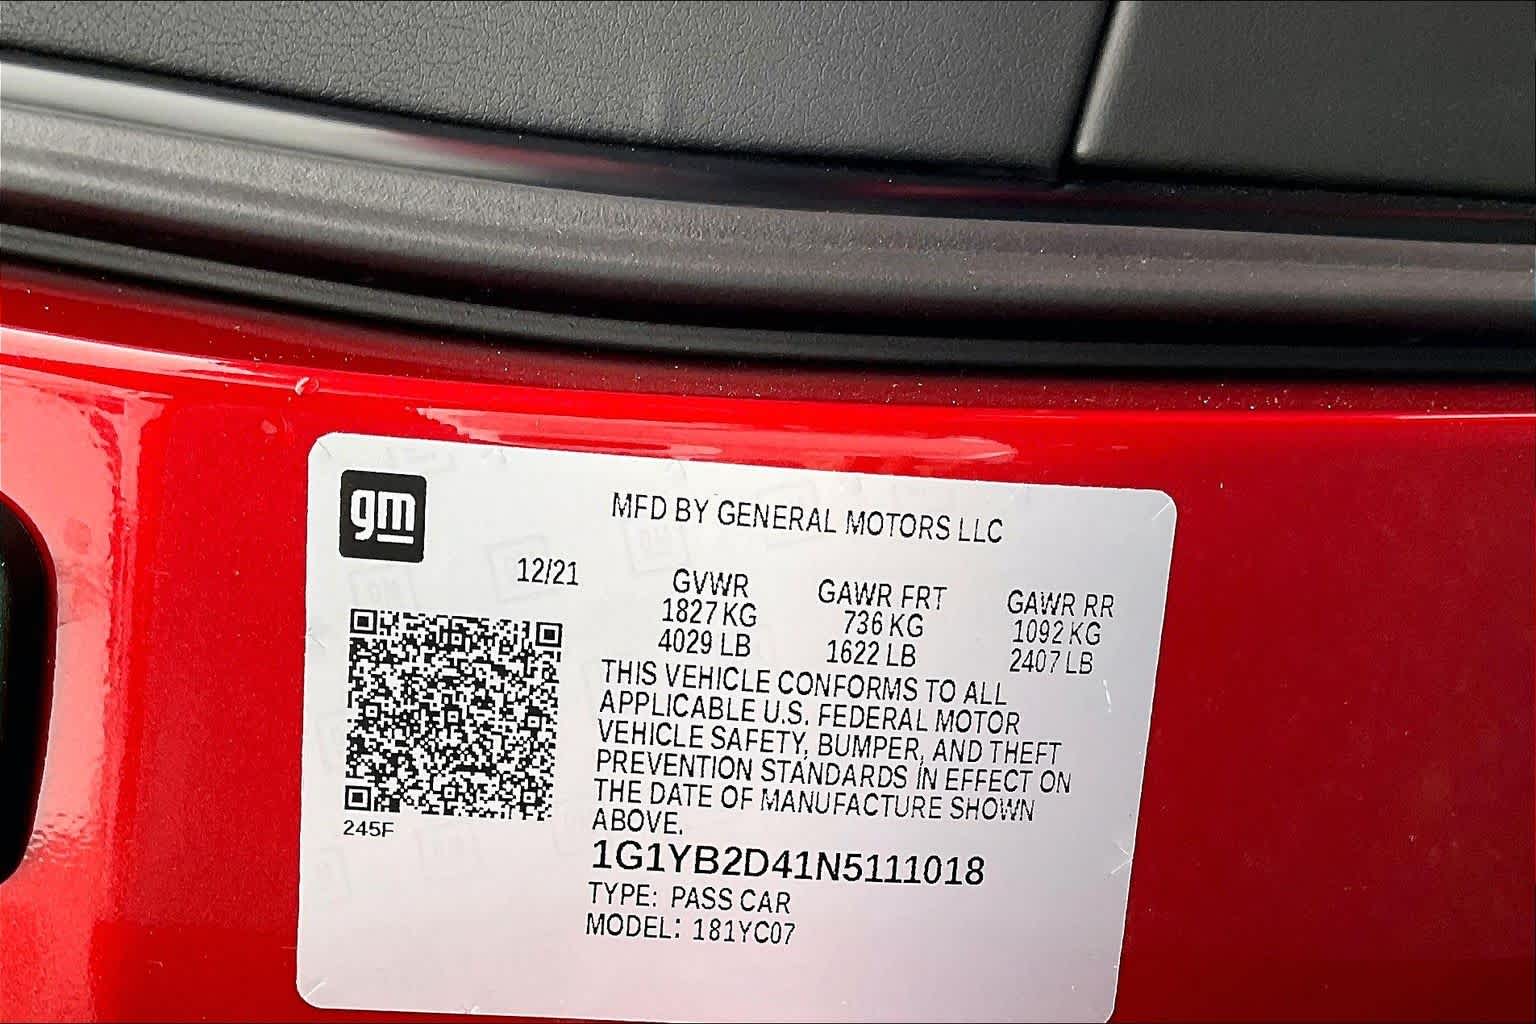 gm
MFD BY GENERAL MOTORS LLC
12/21
GVWR GAWR FRT GAWR RR
1827 KG 736 KG 1092 KG
4029 LB 1622 LB 2407 LB
THIS VEHICLE CONFORMS TO ALL
APPLICABLE U.S. FEDERAL MOTOR
VEHICLE SAFETY, BUMPER, AND THEFT
PREVENTION STANDARDS IN EFFECT ON
THE DATE OF MANUFACTURE SHOWN
ABOVE.
245F
1G1YB2D41N5111018
TYPE: PASS CAR
MODEL: 181YC07